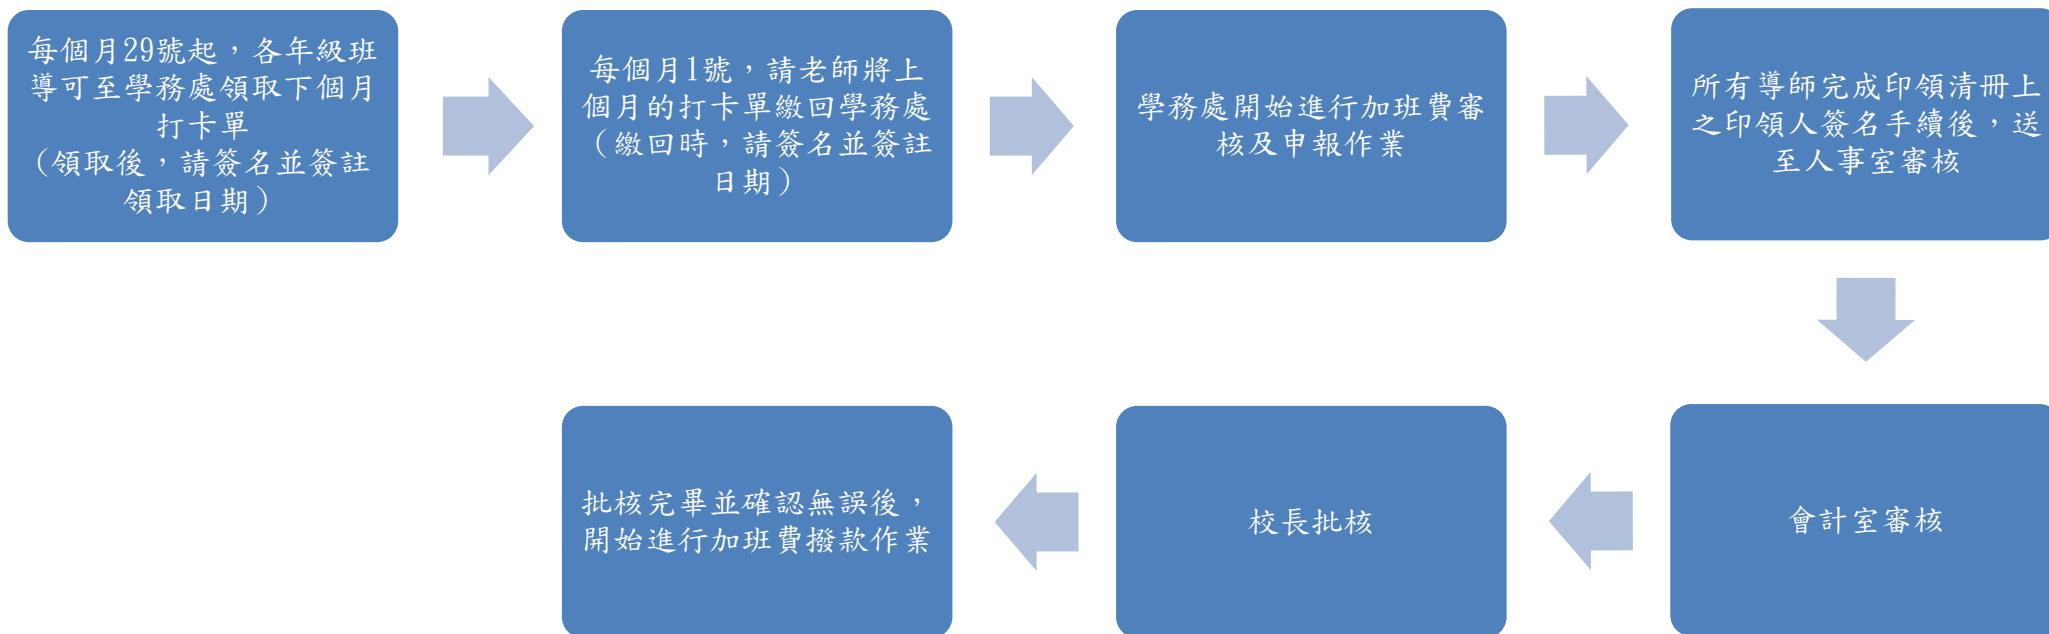 每個月29號起，各年級班
導可至學務處領取下個月
打卡單
（領取後，請簽名並簽註
領取日期）
每個月1號，請老師將上
個月的打卡單繳回學務處
（繳回時，請簽名並簽註
日期）
學務處開始進行加班費審
核及申報作業
所有導師完成印領清冊上
之印領人簽名手續後，送
至人事室審核
會計室審核
校長批核
批核完畢並確認無誤後，
開始進行加班費撥款作業